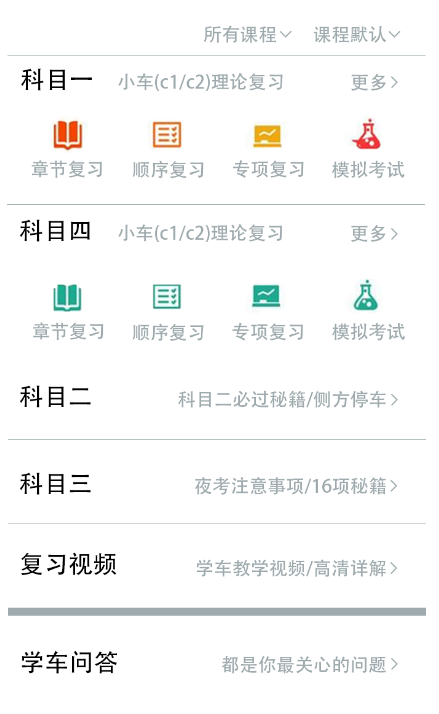 所有课程 课程默认
科目一 小车(c1/c2)理论复习 更多
章节复习 顺序复习 专项复习 模拟考试
科目四 小车(c1/c2)理论复习 更多
章节复习 顺序复习 专项复习 模拟考试
科目二 科目二必过秘籍/侧方停车
科目三 夜考注意事项/16项秘籍
复习视频 学车教学视频/高清详解
学车问答 都是你最关心的问题